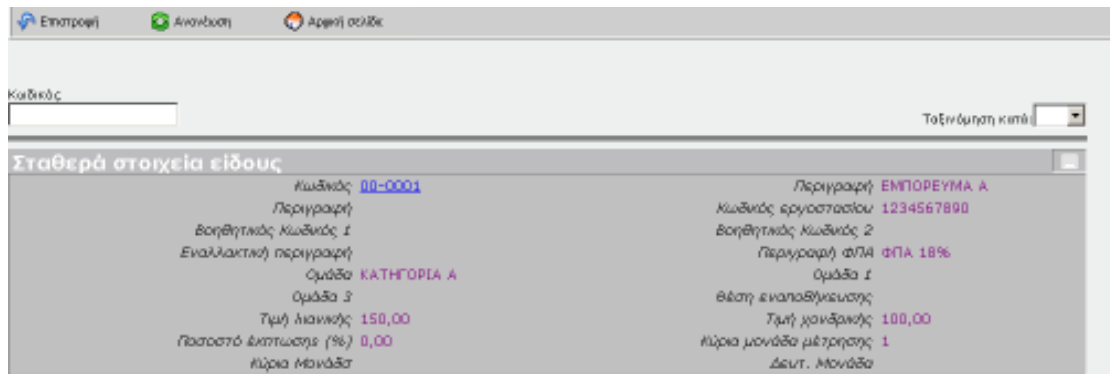 Επιστροφή Ανανέωση Αρχική σελίδα
Κωδικός
Ταξινόμηση κατά:
Σταθερά στοιχεία είδους
Κωδικός 00-0001 Περιγραφή ΕΜΠΟΡΕΥΜΑ Α
Περιγραφή Κωδικός εργοστασίου 1234567890
Βοηθητικός Κωδικός 1 Βοηθητικός Κωδικός 2
Εναλλακτική περιγραφή Περιγραφή ΦΠΑ ΦΠΑ 18%
Ομάδα ΚΑΤΗΓΟΡΙΑ Α Ομάδα 1
Ομάδα 3 Θέση εναποθήκευσης
Τιμή λιανικής 150,00 Τιμή χονδρικής 100,00
Ποσοστό έκπτωσης (%) 0,00 Κύρια μονάδα μέτρησης 1
Κύρια Μονάδα Δευτ. Μονάδα